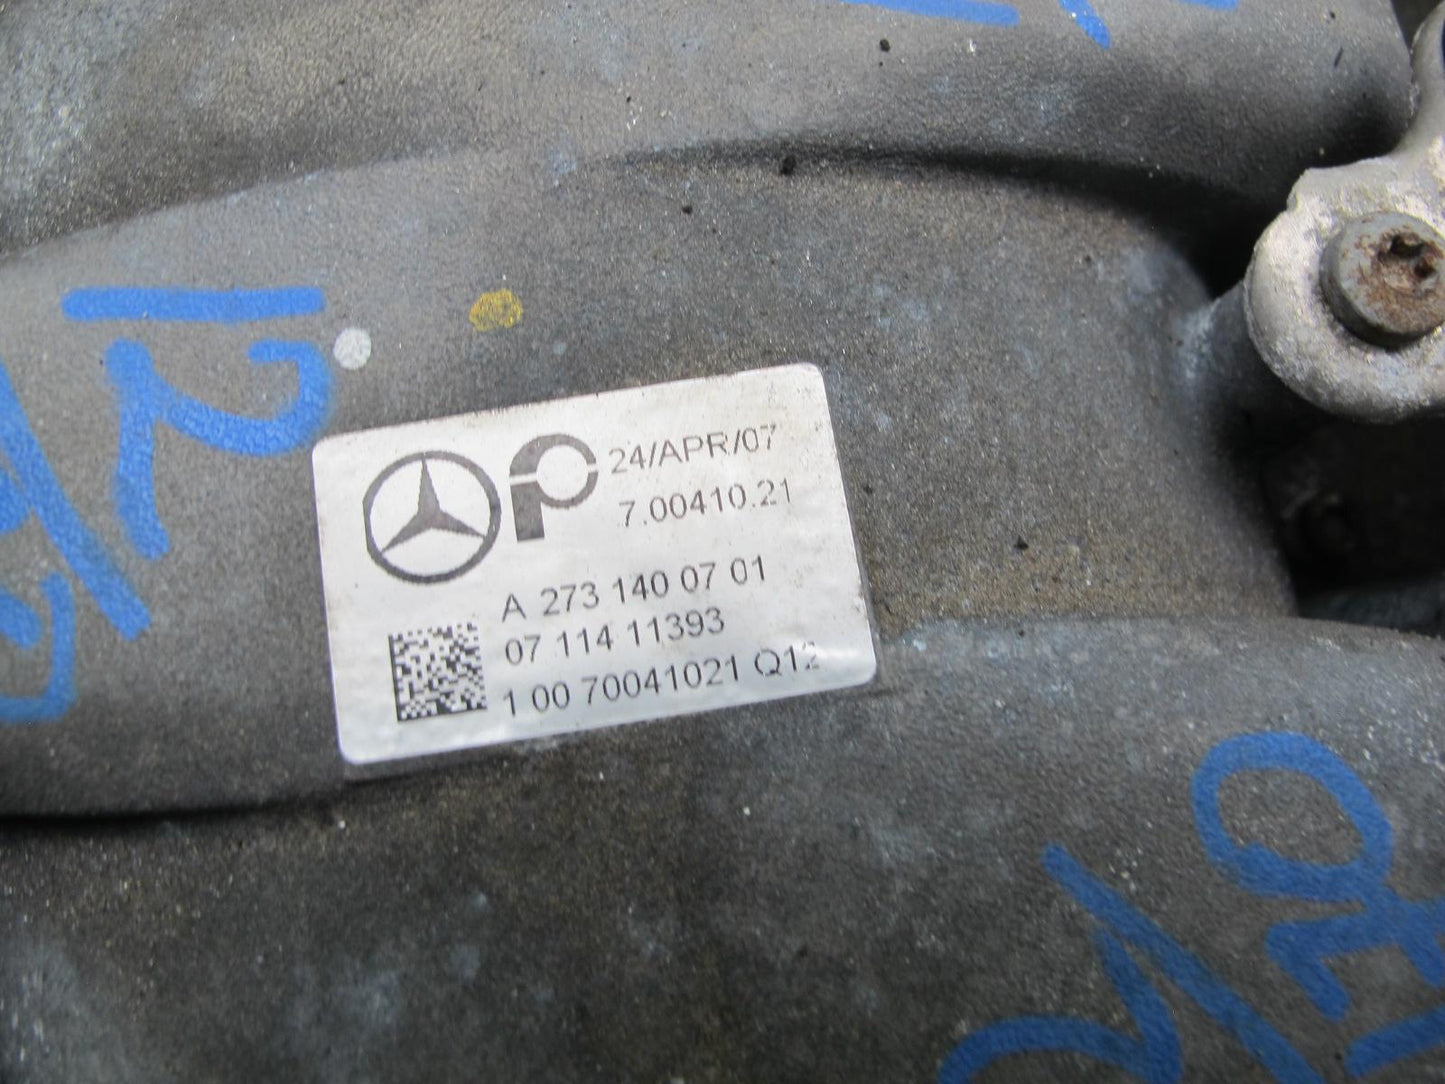 24/APR/07
7.00410.21
A 273 140 07 01
07 114 11393
1 00 70041021 Q12